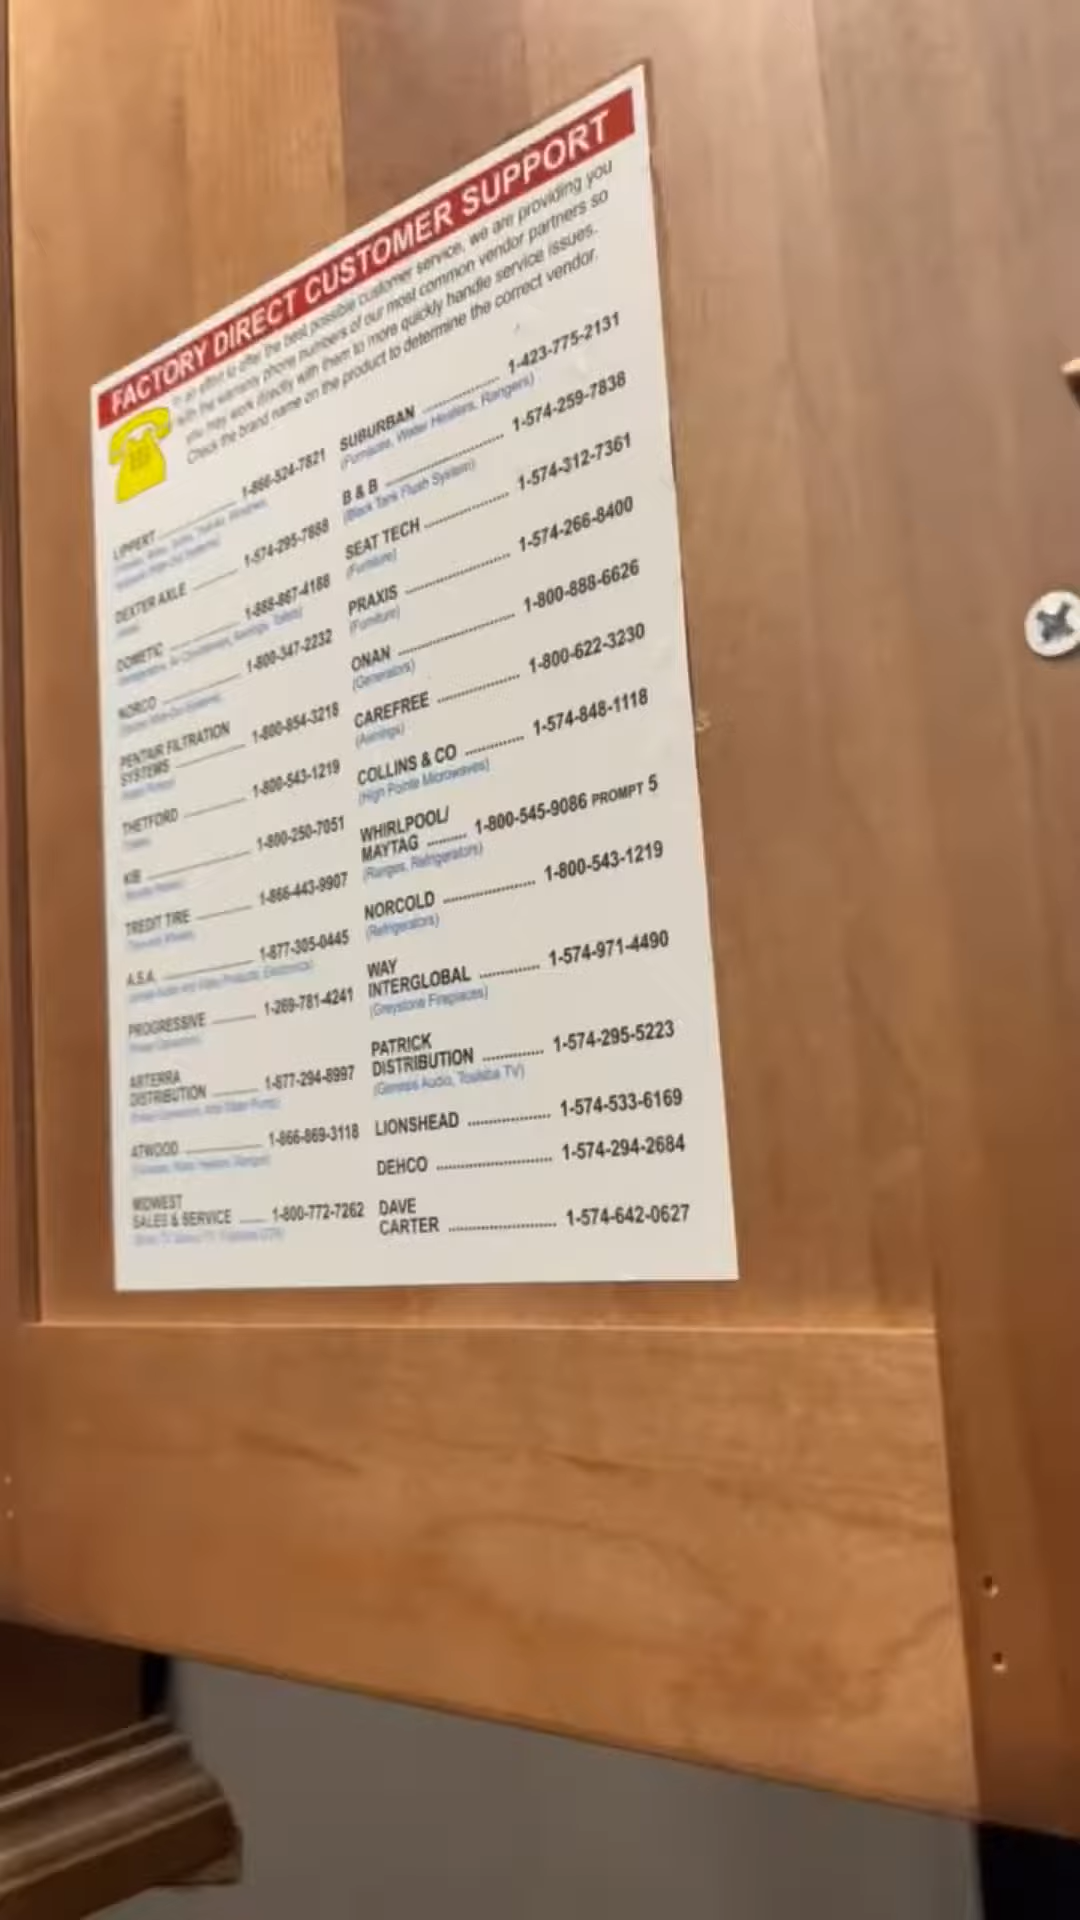 FACTORY DIRECT CUSTOMER SUPPORT
In an effort to offer the best possible customer service, we are providing you
with the warranty phone numbers of our most common vendor partners so
you may work directly with them to more quickly handle service issues.
Check the brand name on the product to determine the correct vendor.
LIPPERT 1-866-524-7821
DEXTER AXLE 1-574-295-7888
DOMETIC 1-888-867-4188
NORCO 1-800-347-2232
PENTAIR FILTRATION
SYSTEMS 1-800-854-3218
THETFORD 1-800-543-1219
KIB 1-800-250-7051
TREDIT TIRE 1-866-443-9907
A.S.A. 1-877-305-0445
PROGRESSIVE 1-269-781-4241
ARTERRA
DISTRIBUTION 1-877-294-8997
ATWOOD 1-866-869-3118
MIDWEST
SALES & SERVICE 1-800-772-7262
SUBURBAN 1-423-775-2131
(Furnaces, Water Heaters, Rangers)
B & B 1-574-259-7838
(Black Tank Flush System)
SEAT TECH 1-574-312-7361
(Furniture)
PRAXIS 1-574-266-8400
(Furniture)
ONAN 1-800-888-6626
(Generators)
CAREFREE 1-800-622-3230
(Awnings)
COLLINS & CO 1-574-848-1118
(High Pointe Microwaves)
WHIRLPOOL/
MAYTAG 1-800-545-9086 PROMPT 5
(Ranges, Refrigerators)
NORCOLD 1-800-543-1219
(Refrigerators)
WAY
INTERGLOBAL 1-574-971-4490
(Greystone Fireplaces)
PATRICK
DISTRIBUTION 1-574-295-5223
(Genesis Audio, Toshiba TV)
LIONSHEAD 1-574-533-6169
DEHCO 1-574-294-2684
DAVE
CARTER 1-574-642-0627